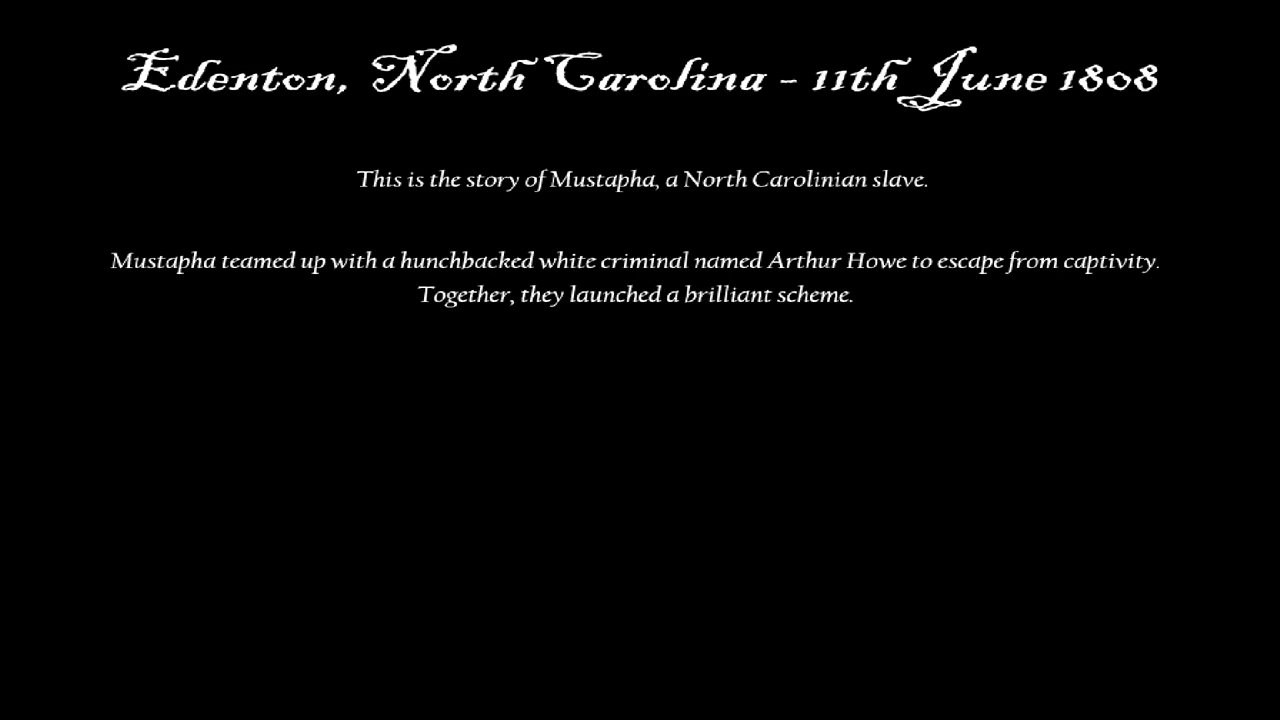 Edenton, North Carolina - 11th June 1808
This is the story of Mustapha, a North Carolinian slave.
Mustapha teamed up with a hunchbacked white criminal named Arthur Howe to escape from captivity.
Together, they launched a brilliant scheme.